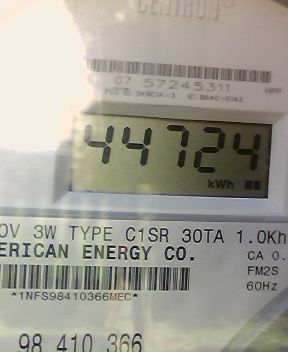 CENTRON
07 57245311
HPP
44724
kWh
0V 3W TYPE C1SR 30TA 1.0Kh
ERICAN ENERGY CO.
CA 0.
FM2S
60Hz
*1NFS98410366MEC*
98 410 366